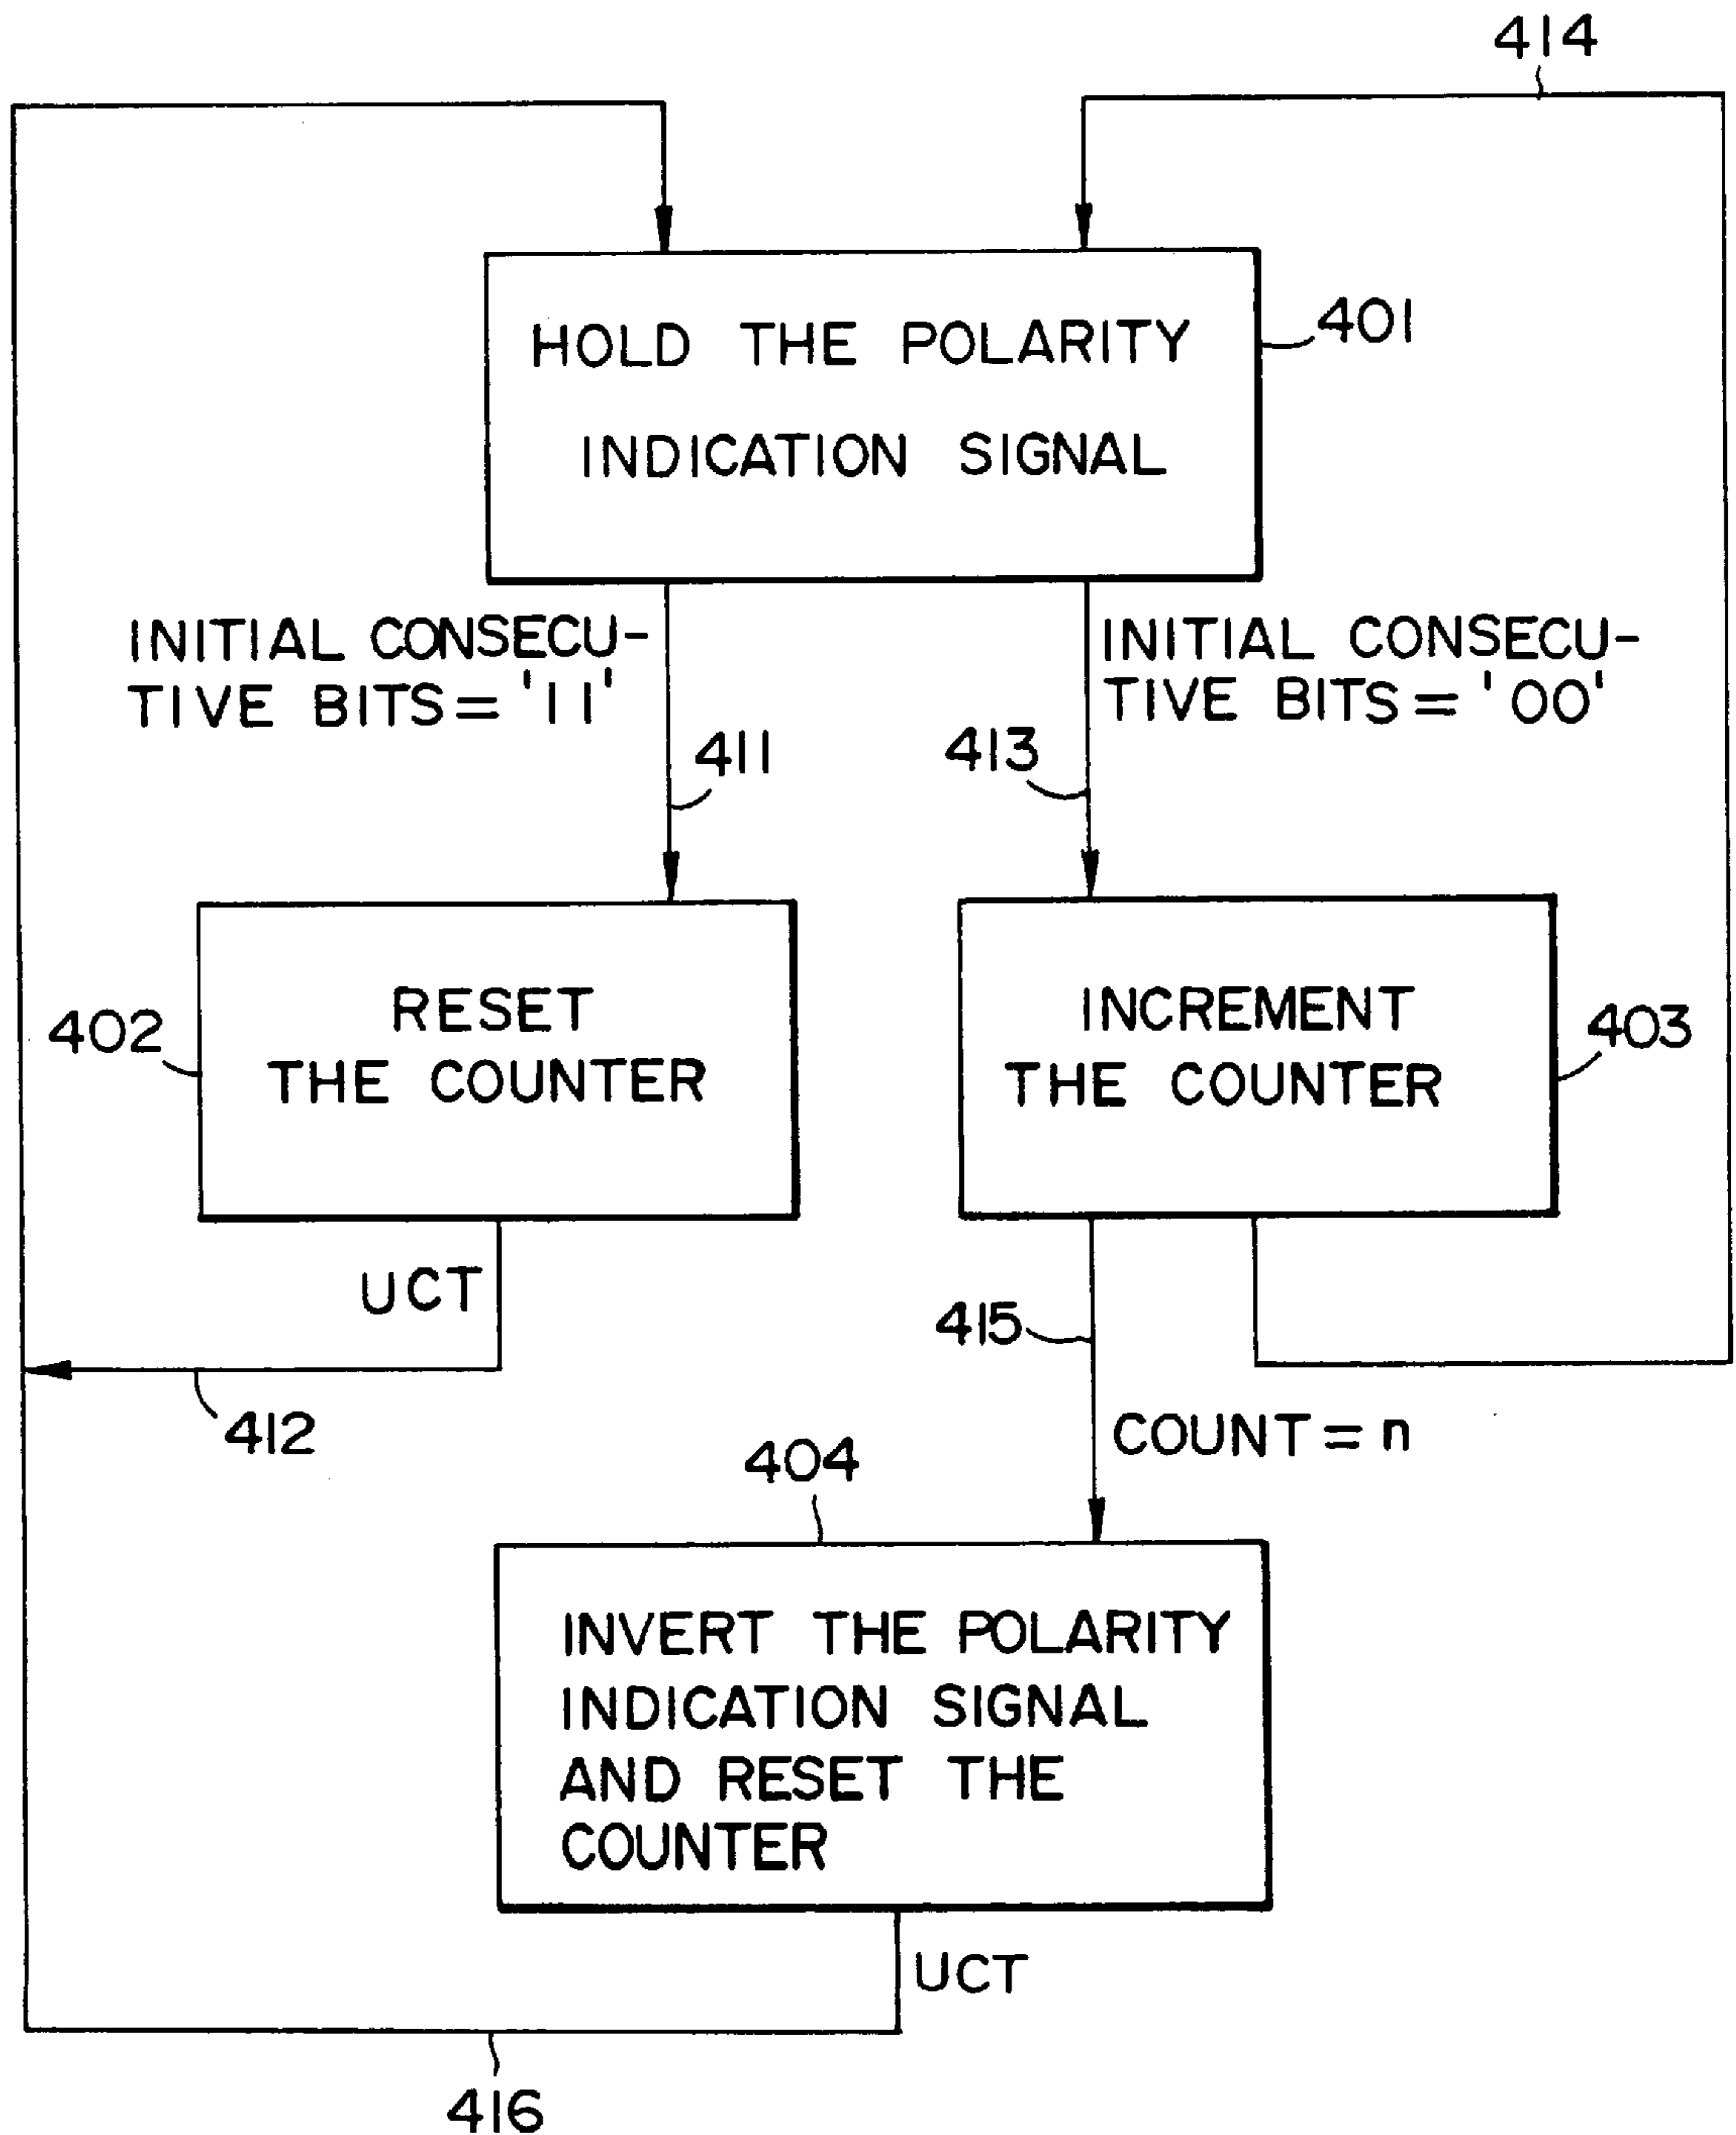 414
HOLD THE POLARITY
INDICATION SIGNAL
401
INITIAL CONSECU-
TIVE BITS = '11'
INITIAL CONSECU-
TIVE BITS = '00'
411
413
RESET
THE COUNTER
402
INCREMENT
THE COUNTER
403
UCT
412
415
COUNT = n
404
INVERT THE POLARITY
INDICATION SIGNAL
AND RESET THE
COUNTER
UCT
416